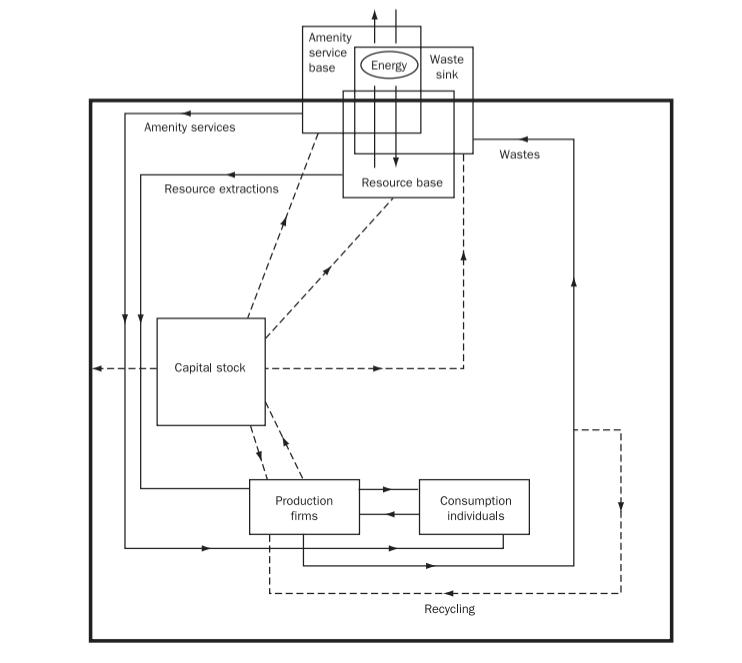 Amenity
service
base
Energy
Waste
sink
Amenity services
Wastes
Resource base
Resource extractions
Capital stock
Production
firms
Consumption
individuals
Recycling